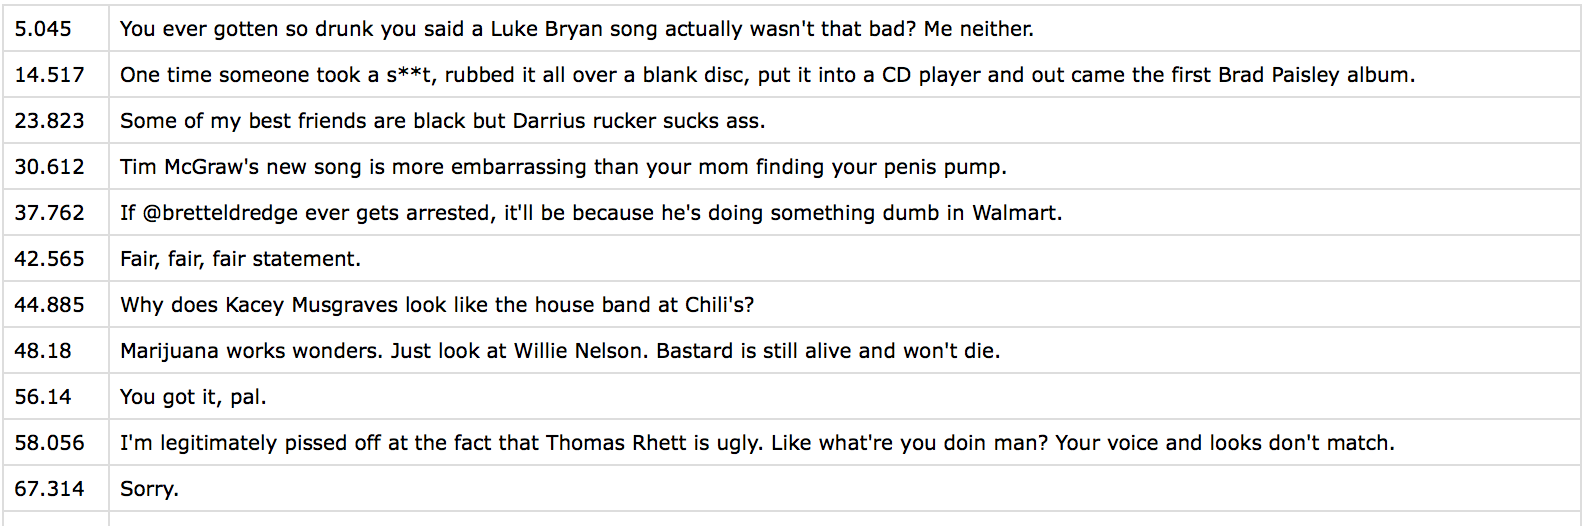 5.045 You ever gotten so drunk you said a Luke Bryan song actually wasn't that bad? Me neither.
14.517 One time someone took a s**t, rubbed it all over a blank disc, put it into a CD player and out came the first Brad Paisley album.
23.823 Some of my best friends are black but Darrius rucker sucks ass.
30.612 Tim McGraw's new song is more embarrassing than your mom finding your penis pump.
37.762 If @bretteldredge ever gets arrested, it'll be because he's doing something dumb in Walmart.
42.565 Fair, fair, fair statement.
44.885 Why does Kacey Musgraves look like the house band at Chili's?
48.18 Marijuana works wonders. Just look at Willie Nelson. Bastard is still alive and won't die.
56.14 You got it, pal.
58.056 I'm legitimately pissed off at the fact that Thomas Rhett is ugly. Like what're you doin man? Your voice and looks don't match.
67.314 Sorry.